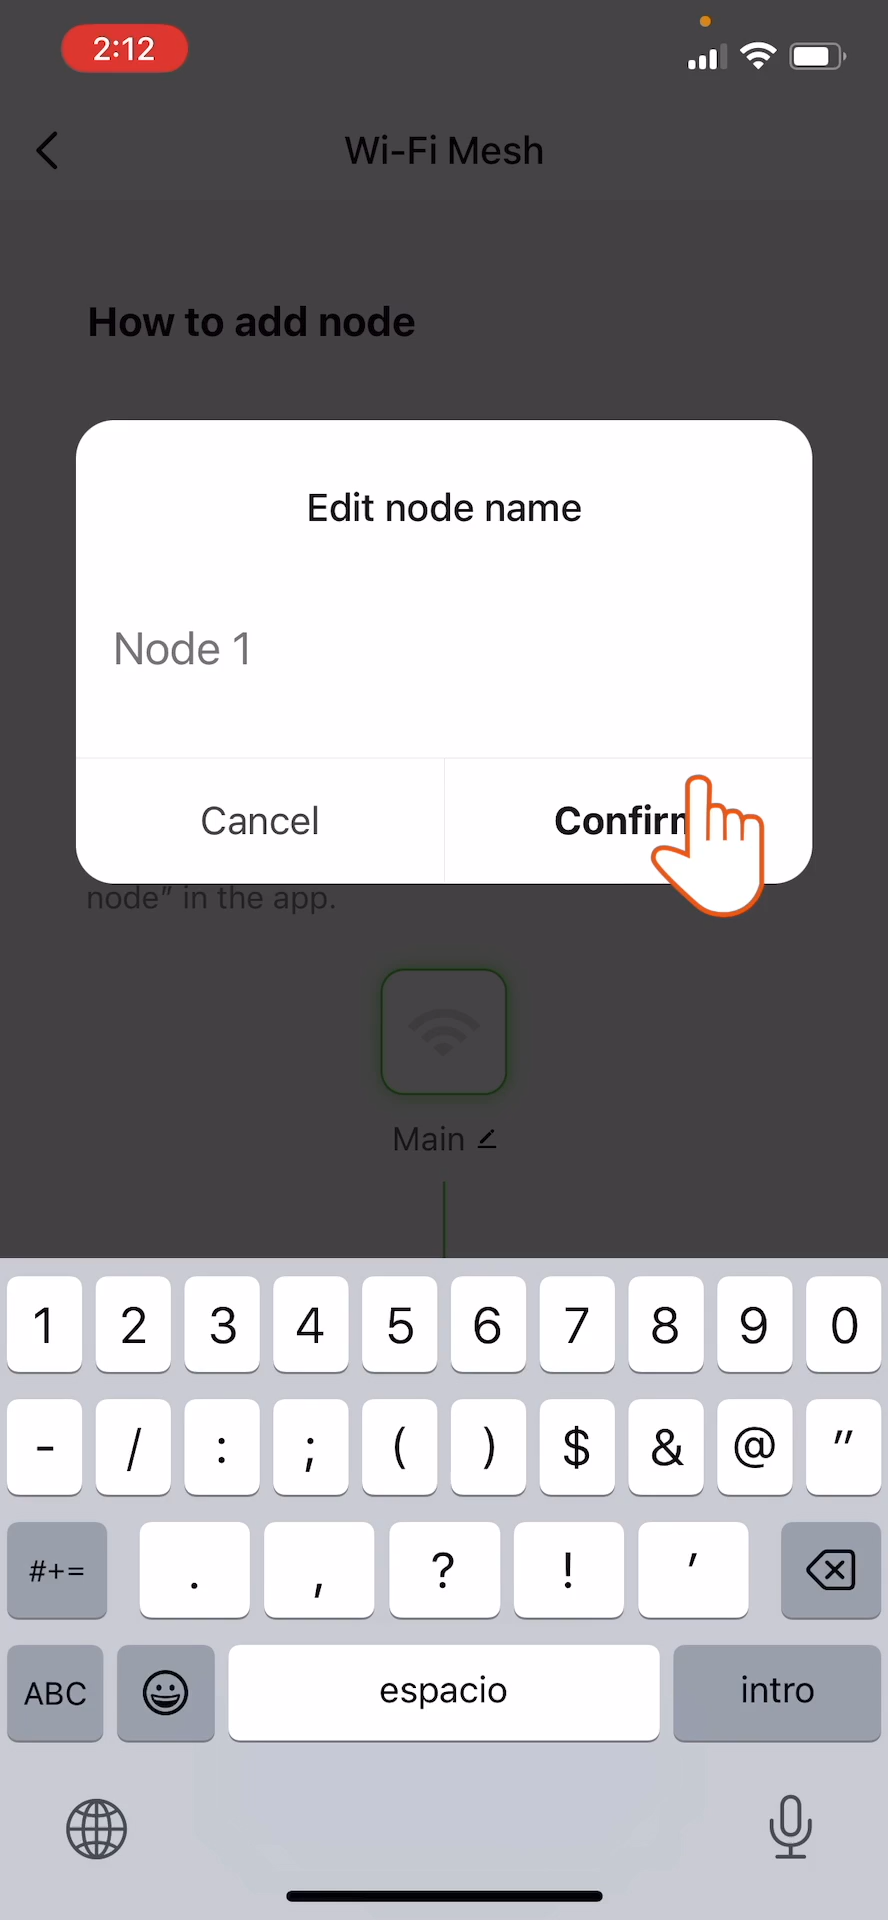 2:12
Wi-Fi Mesh
How to add node
Edit node name
Node 1
Cancel
Confirm
node” in the app.
Main
1 2 3 4 5 6 7 8 9 0
- / : ; ( ) $ & @ "
#+= . , ? ! '
ABC espacio intro